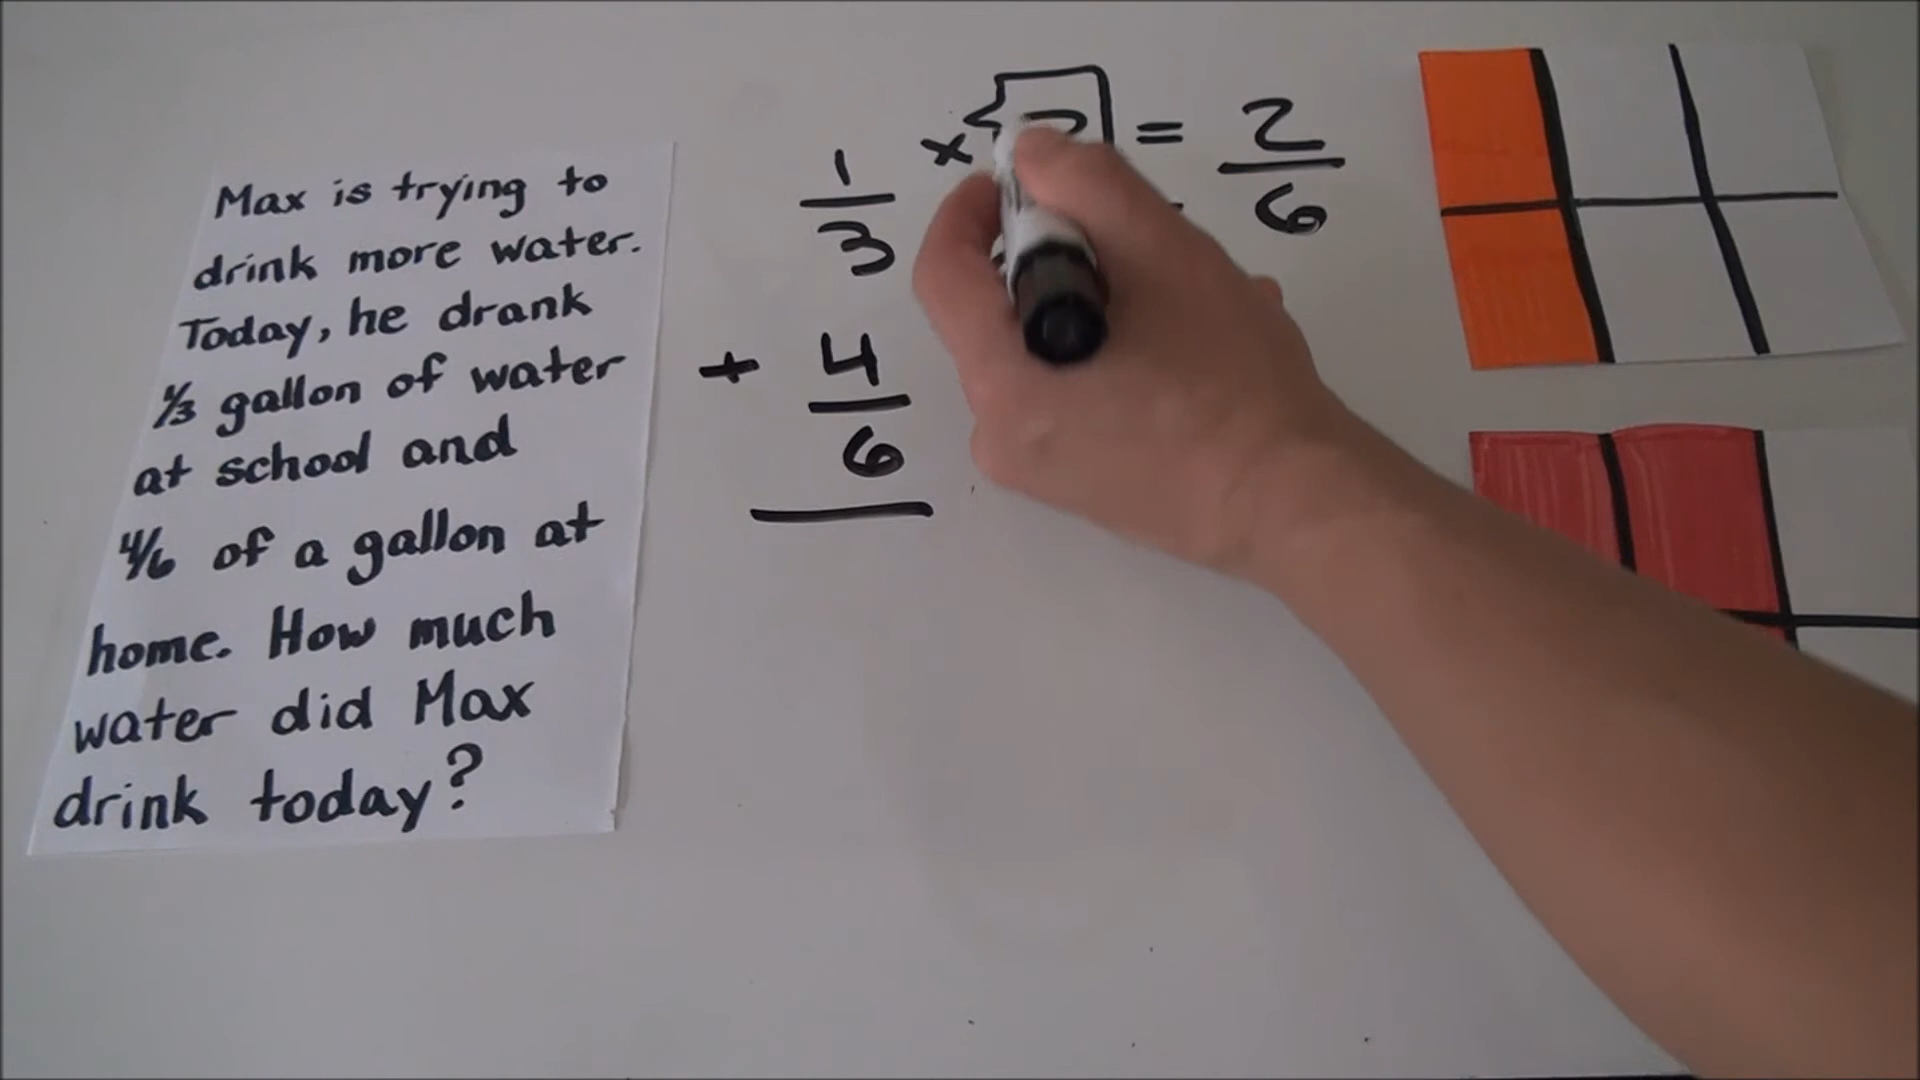 Max is trying to
drink more water.
Today, he drank
1/3 gallon of water
at school and
4/6 of a gallon at
home. How much
water did Max
drink today?
1/3 × = 2/6
+ 4/6